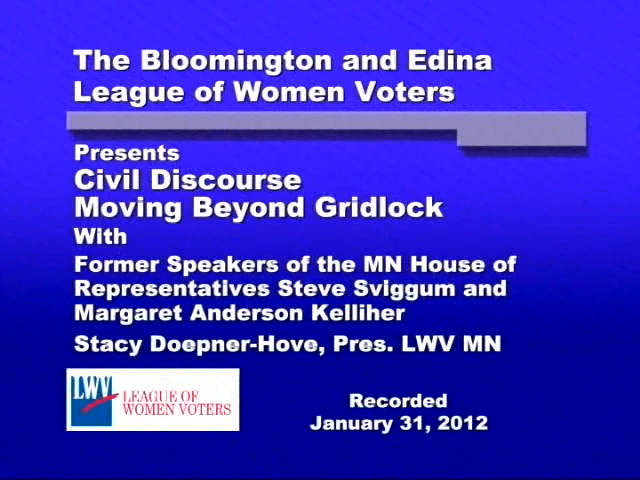 The Bloomington and Edina
League of Women Voters
Presents
Civil Discourse
Moving Beyond Gridlock
With
Former Speakers of the MN House of
Representatives Steve Sviggum and
Margaret Anderson Kelliher
Stacy Doepner-Hove, Pres. LWV MN
LWV
LEAGUE OF
WOMEN VOTERS
Recorded
January 31, 2012